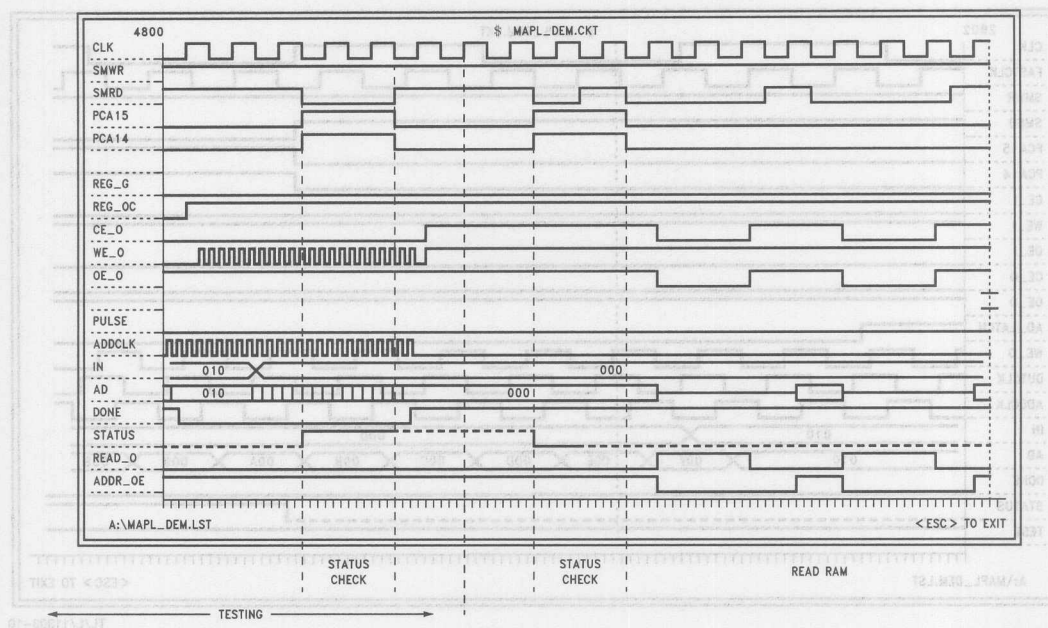 4800
$ MAPL_DEM.CKT
CLK
SMWR
SMRD
PCA15
PCA14
REG_G
REG_OC
CE_O
WE_O
OE_O
PULSE
ADDCLK
IN 010 000
AD 010 000
DONE
STATUS
READ_O
ADDR_OE
A:\MAPL_DEM.LST
<ESC> TO EXIT
STATUS CHECK
STATUS CHECK
READ RAM
TESTING